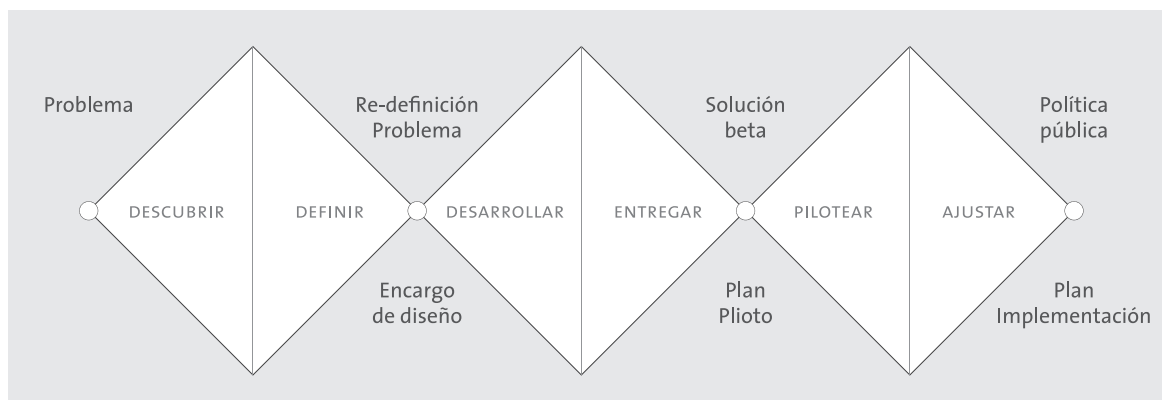 Problema
Re-definición
Problema
Solución
beta
Política
pública
DESCUBRIR
DEFINIR
DESARROLLAR
ENTREGAR
PILOTEAR
AJUSTAR
Encargo
de diseño
Plan
Plioto
Plan
Implementación